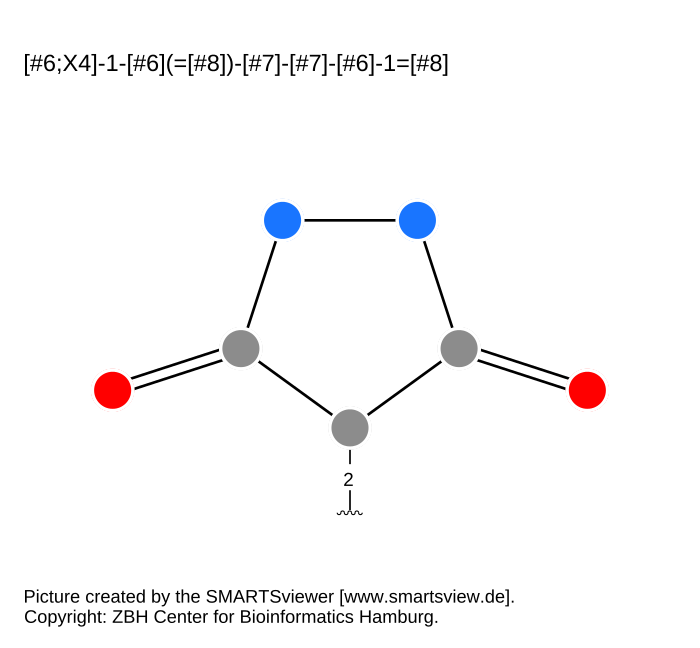 [#6;X4]-1-[#6](=[#8])-[#7]-[#7]-[#6]-1=[#8]
2
Picture created by the SMARTSviewer [www.smartsview.de].
Copyright: ZBH Center for Bioinformatics Hamburg.